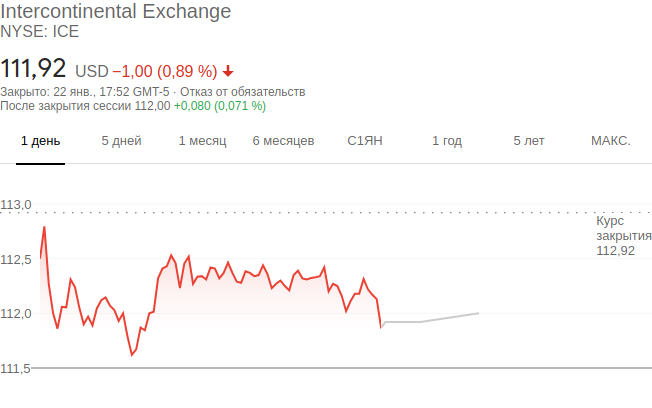 Intercontinental Exchange
NYSE: ICE
111,92 USD −1,00 (0,89 %)
Закрыто: 22 янв., 17:52 GMT-5 · Отказ от обязательств
После закрытия сессии 112,00 +0,080 (0,071 %)
1 день 5 дней 1 месяц 6 месяцев С1ЯН 1 год 5 лет МАКС.
113,0
Курс
закрытия
112,92
112,5
112,0
111,5